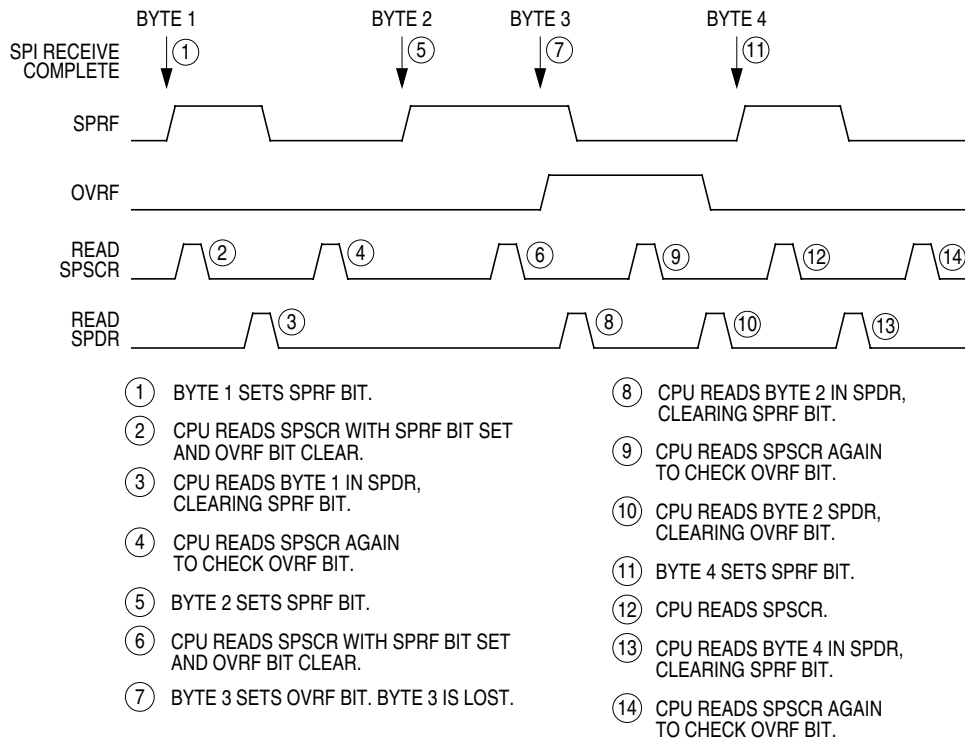 BYTE 1 BYTE 2 BYTE 3 BYTE 4
SPI RECEIVE
COMPLETE
1 5 7 11
SPRF
OVRF
READ
SPSCR
2 4 6 9 12 14
READ
SPDR
3 8 10 13
1 BYTE 1 SETS SPRF BIT.
2 CPU READS SPSCR WITH SPRF BIT SET
AND OVRF BIT CLEAR.
3 CPU READS BYTE 1 IN SPDR,
CLEARING SPRF BIT.
4 CPU READS SPSCR AGAIN
TO CHECK OVRF BIT.
5 BYTE 2 SETS SPRF BIT.
6 CPU READS SPSCR WITH SPRF BIT SET
AND OVRF BIT CLEAR.
7 BYTE 3 SETS OVRF BIT. BYTE 3 IS LOST.
8 CPU READS BYTE 2 IN SPDR,
CLEARING SPRF BIT.
9 CPU READS SPSCR AGAIN
TO CHECK OVRF BIT.
10 CPU READS BYTE 2 SPDR,
CLEARING OVRF BIT.
11 BYTE 4 SETS SPRF BIT.
12 CPU READS SPSCR.
13 CPU READS BYTE 4 IN SPDR,
CLEARING SPRF BIT.
14 CPU READS SPSCR AGAIN
TO CHECK OVRF BIT.